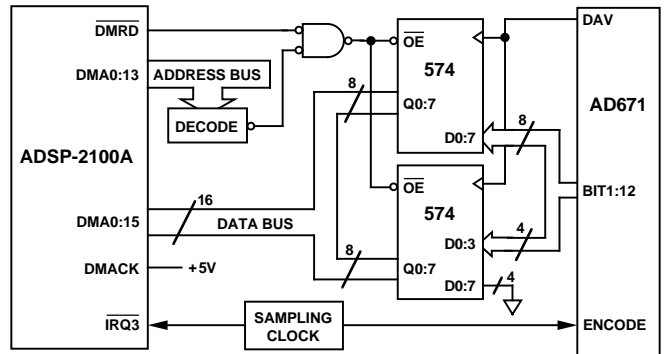 DMRD
DMA0:13
ADDRESS BUS
DECODE
ADSP-2100A
DMA0:15
16
DATA BUS
DMACK
+5V
IRQ3
SAMPLING
CLOCK
8
8
OE
574
Q0:7
D0:7
8
OE
574
D0:3
4
Q0:7
D0:7
4
DAV
AD671
BIT1:12
ENCODE